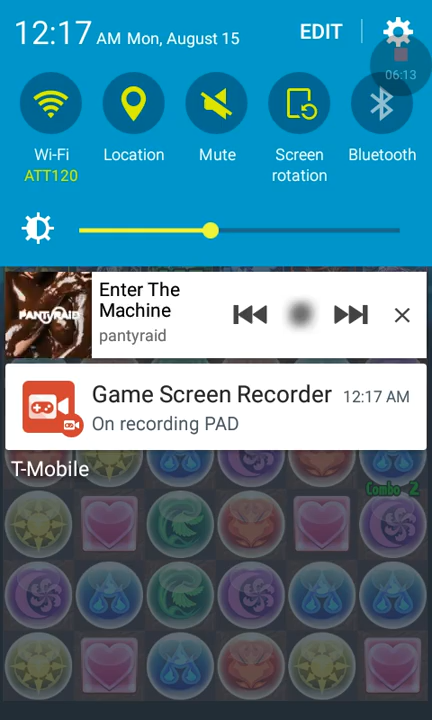 12:17 AM Mon, August 15 EDIT
06:13
Wi-Fi Location Mute Screen rotation Bluetooth
ATT120
PANTYRAID
Enter The
Machine
pantyraid
Game Screen Recorder 12:17 AM
On recording PAD
T-Mobile
Combo 2